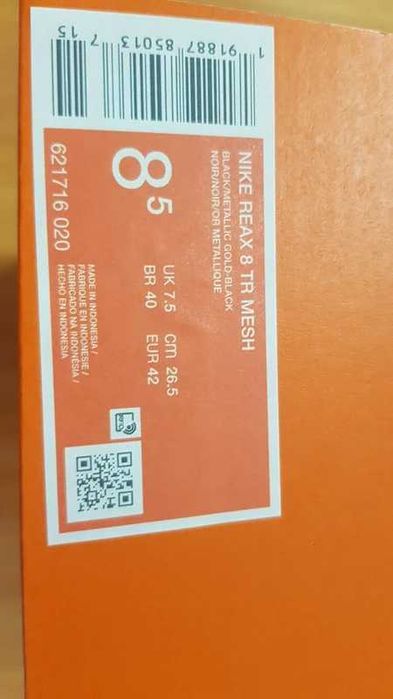 1 91887 85013 7 15
NIKE REAX 8 TR MESH
BLACK/METALLIC GOLD-BLACK
NOIR/NOIR/OR METALLIQUE
8 5
UK 7,5 cm 26.5
BR 40 EUR 42
621716 020
MADE IN INDONESIA /
FABRIQUE EN INDONESIE /
FABRICADO NA INDONÉSIA /
HECHO EN INDONESIA